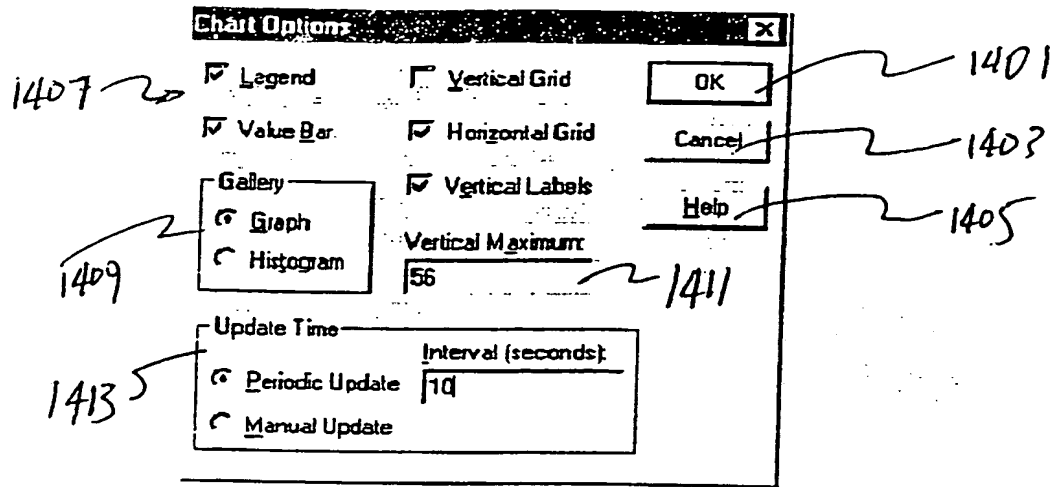 Chart Options
1407
Legend
Vertical Grid
OK
1401
Value Bar
Horizontal Grid
Cancel
1403
Gallery
Vertical Labels
Graph
Help
1405
1409
Histogram
Vertical Maximum:
56
1411
Update Time
Interval (seconds):
Periodic Update
10
1413
Manual Update